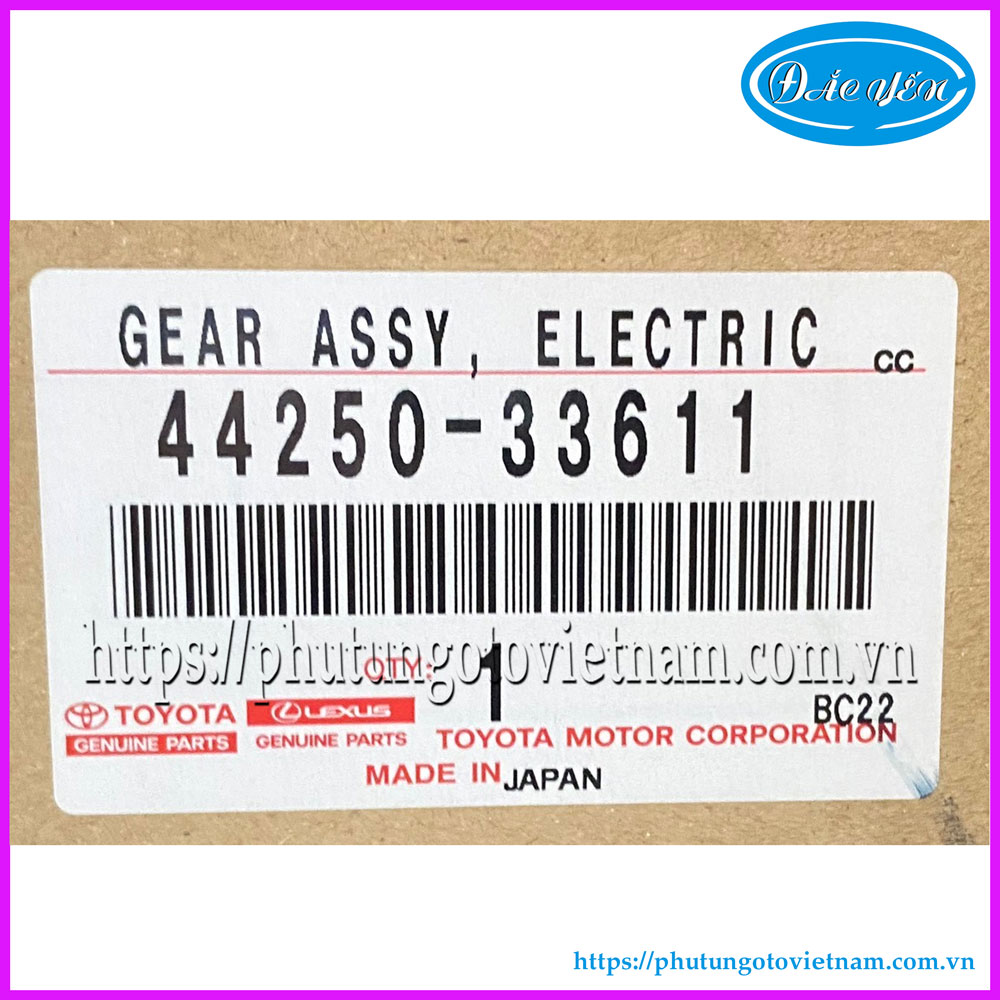 ĐẮC YẾN
GEAR ASSY, ELECTRIC CC
44250-33611
https://phutungotovietnam.com.vn
QTY: 1
TOYOTA LEXUS BC22
GENUINE PARTS GENUINE PARTS TOYOTA MOTOR CORPORATION
MADE IN JAPAN
https://phutungotovietnam.com.vn